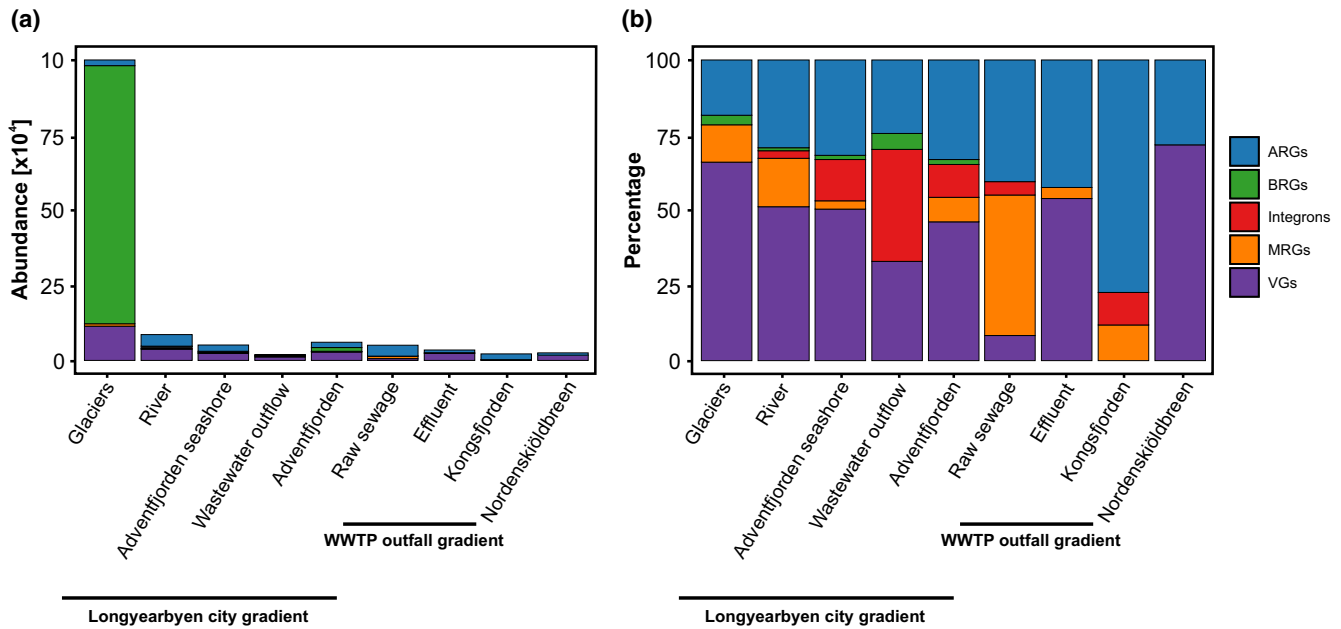 (a)
Abundance [x10⁴]
10
75
50
25
0
Glaciers
River
Adventfjorden seashore
Wastewater outflow
Adventfjorden
Raw sewage
Effluent
Kongsfjorden
Nordenskiöldbreen
WWTP outfall gradient
Longyearbyen city gradient
(b)
Percentage
100
75
50
25
0
Glaciers
River
Adventfjorden seashore
Wastewater outflow
Adventfjorden
Raw sewage
Effluent
Kongsfjorden
Nordenskiöldbreen
WWTP outfall gradient
Longyearbyen city gradient
ARGs
BRGs
Integrons
MRGs
VGs